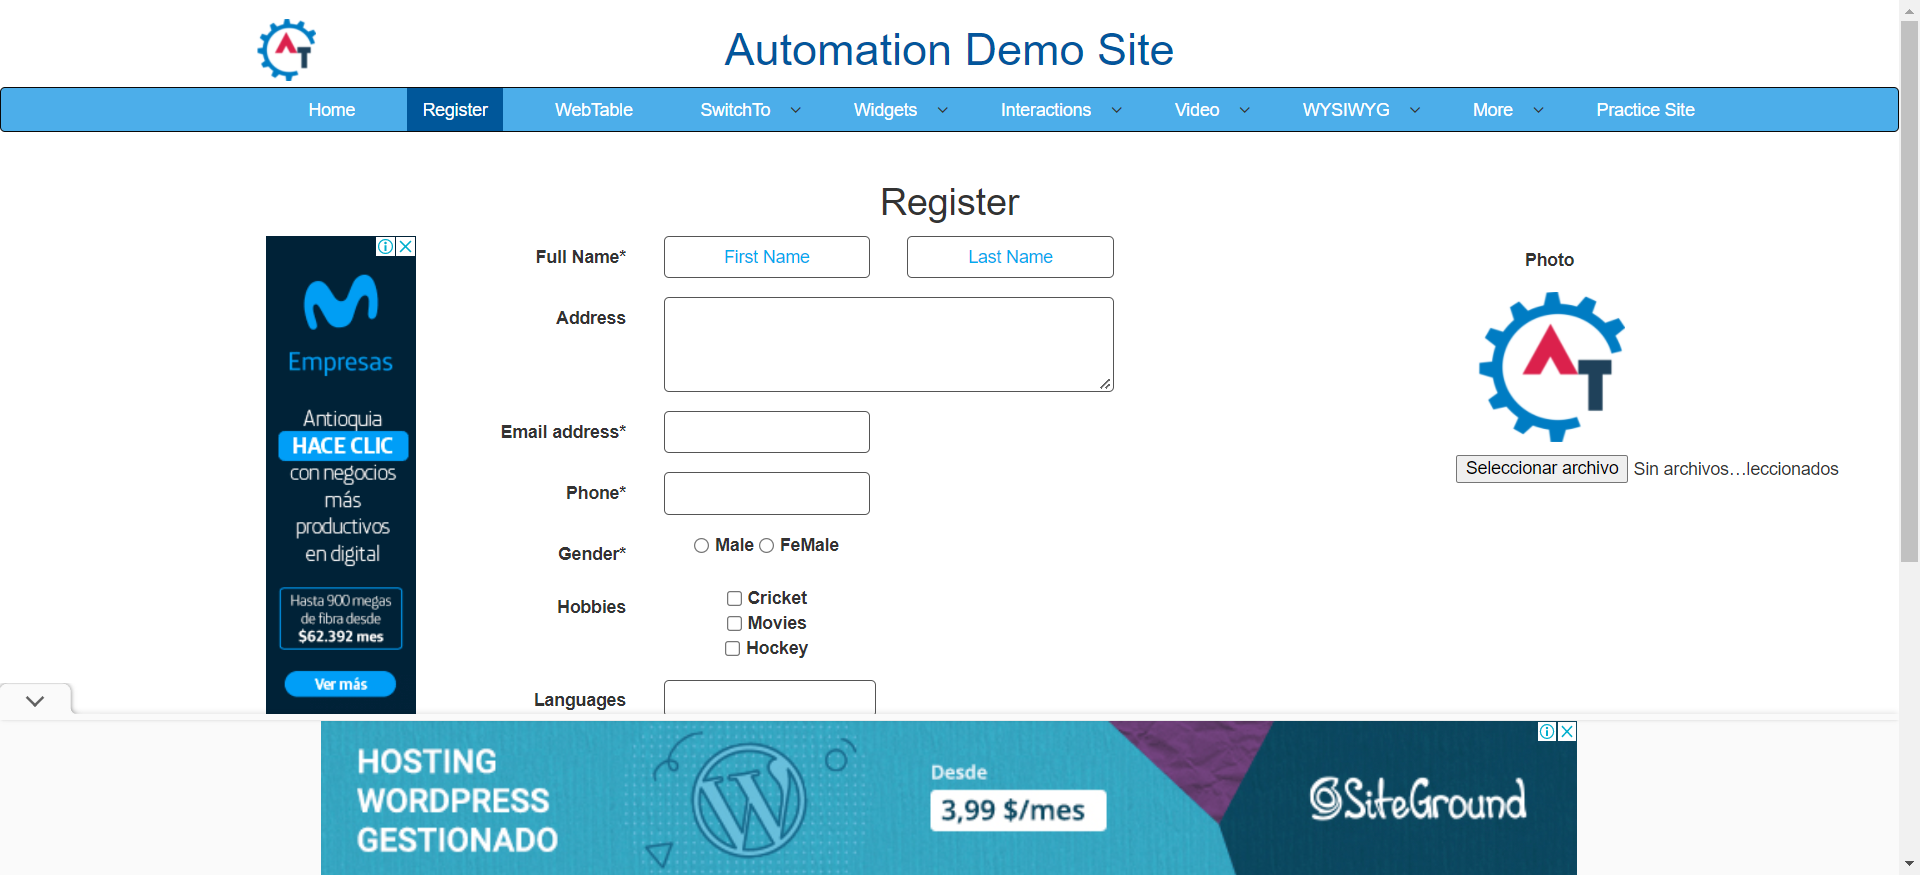 AT
Automation Demo Site
Home Register WebTable SwitchTo Widgets Interactions Video WYSIWYG More Practice Site
Register
Full Name* First Name Last Name
Photo
Address
AT
Email address*
Seleccionar archivo Sin archivos…leccionados
Phone*
Gender* Male FeMale
Hobbies
Cricket
Movies
Hockey
Languages
Empresas
Antioquia
HACE CLIC
con negocios
más
productivos
en digital
Hasta 900 megas
de fibra desde
$62.392 mes
Ver más
HOSTING
WORDPRESS
GESTIONADO
W
Desde
3,99 $/mes
SiteGround